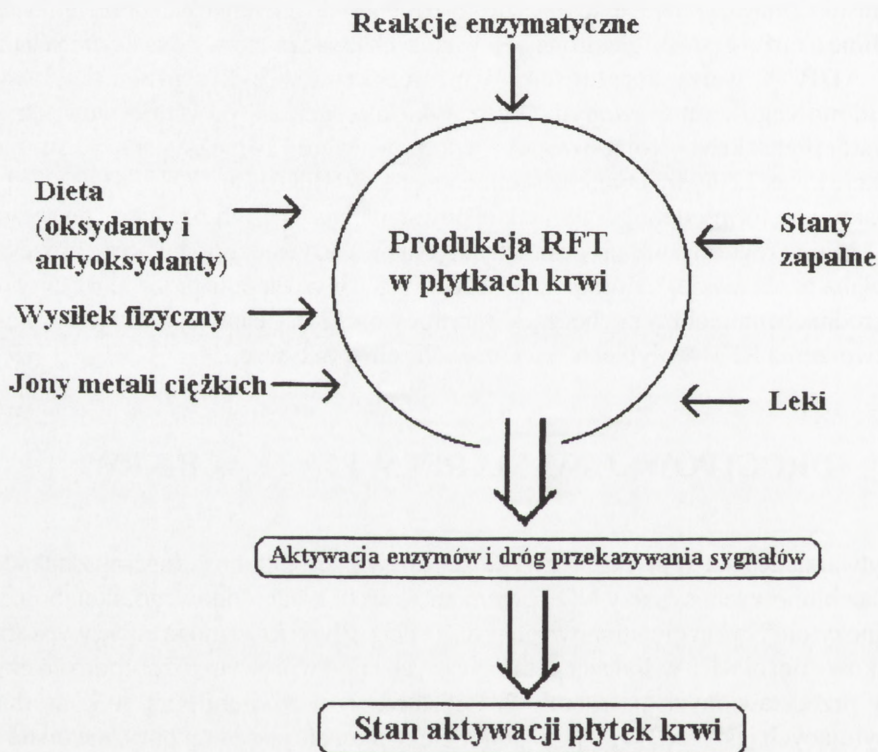 Reakcje enzymatyczne
Dieta
(oksydanty i
antyoksydanty)
Produkcja RFT
w płytkach krwi
Stany
zapalne
Wysiłek fizyczny
Jony metali ciężkich
Leki
Aktywacja enzymów i dróg przekazywania sygnałów
Stan aktywacji płytek krwi